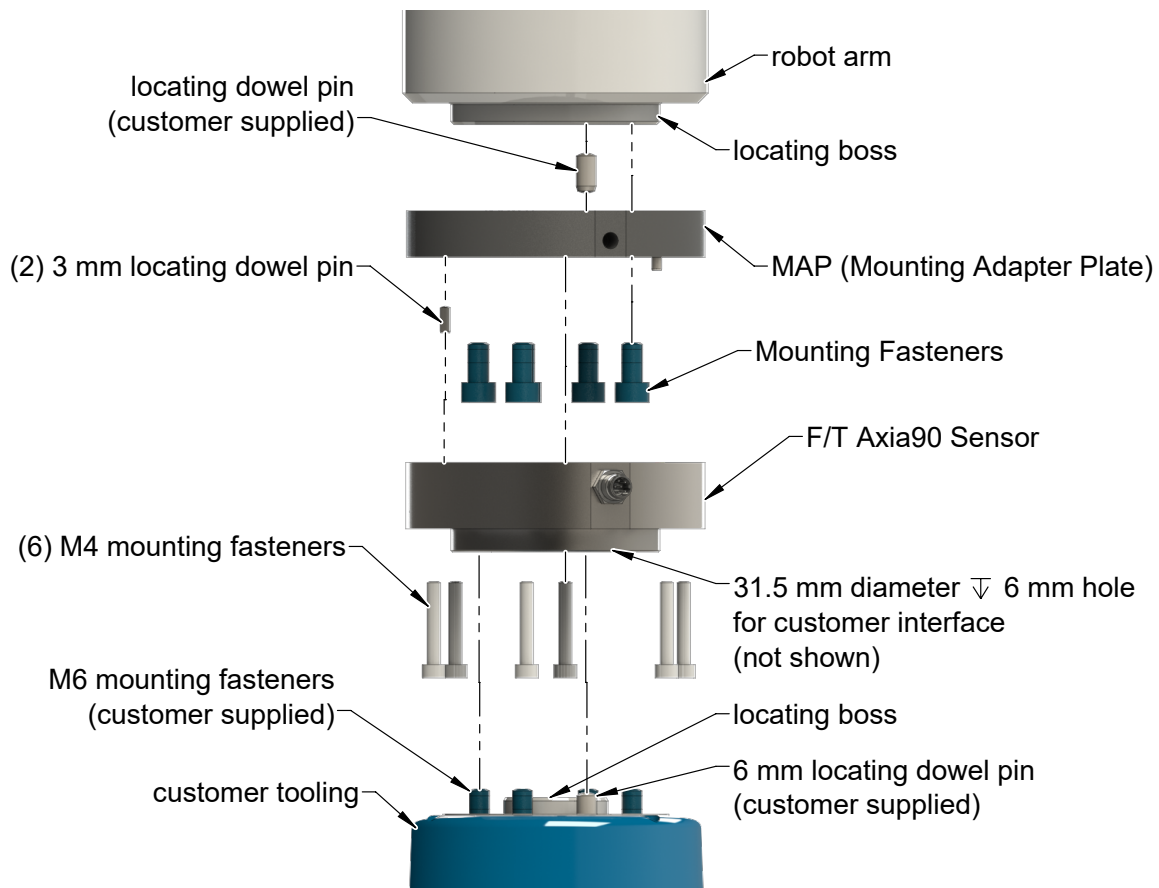 robot arm
locating dowel pin
(customer supplied)
locating boss
(2) 3 mm locating dowel pin
MAP (Mounting Adapter Plate)
Mounting Fasteners
F/T Axia90 Sensor
(6) M4 mounting fasteners
31.5 mm diameter ↧ 6 mm hole
for customer interface
(not shown)
M6 mounting fasteners
(customer supplied)
locating boss
6 mm locating dowel pin
(customer supplied)
customer tooling